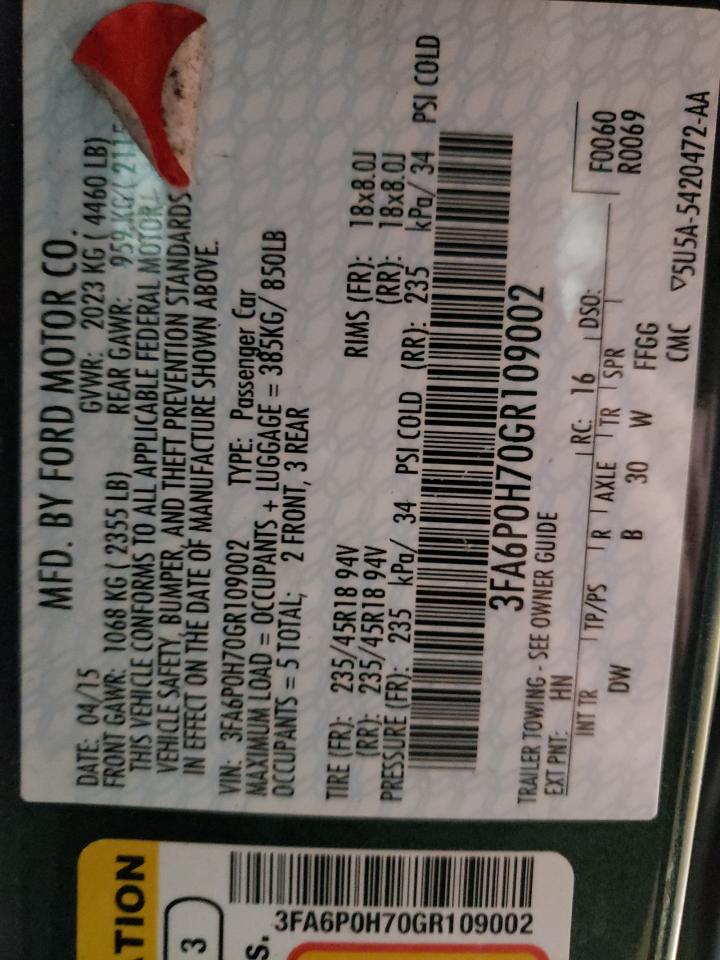 MFD. BY FORD MOTOR CO.
DATE: 04/15 GVWR: 2023 KG ( 4460 LB)
FRONT GAWR: 1068 KG ( 2355 LB) REAR GAWR: 959 KG
THIS VEHICLE CONFORMS TO ALL APPLICABLE FEDERAL MOTOR
VEHICLE SAFETY, BUMPER, AND THEFT PREVENTION STANDARDS
IN EFFECT ON THE DATE OF MANUFACTURE SHOWN ABOVE.
VIN: 3FA6P0H70GR109002 TYPE: Passenger Car
MAXIMUM LOAD = OCCUPANTS + LUGGAGE = 385KG/ 850LB
OCCUPANTS = 5 TOTAL; 2 FRONT, 3 REAR
TIRE (FR): 235/45R18 94V RIMS (FR): 18x8.0J
(RR): 235/45R18 94V (RR): 18x8.0J
PRESSURE (FR): 235 kPa/ 34 PSI COLD (RR): 235 kPa/ 34 PSI COLD
3FA6P0H70GR109002
TRAILER TOWING - SEE OWNER GUIDE
EXT PNT: HN RC: 16 DSO: F0060
INT TR TP/PS R AXLE TR SPR R0069
DW B 30 W FFGG
CMC ▽5U5A-5420472-AA
ATION
3
S.
3FA6P0H70GR109002